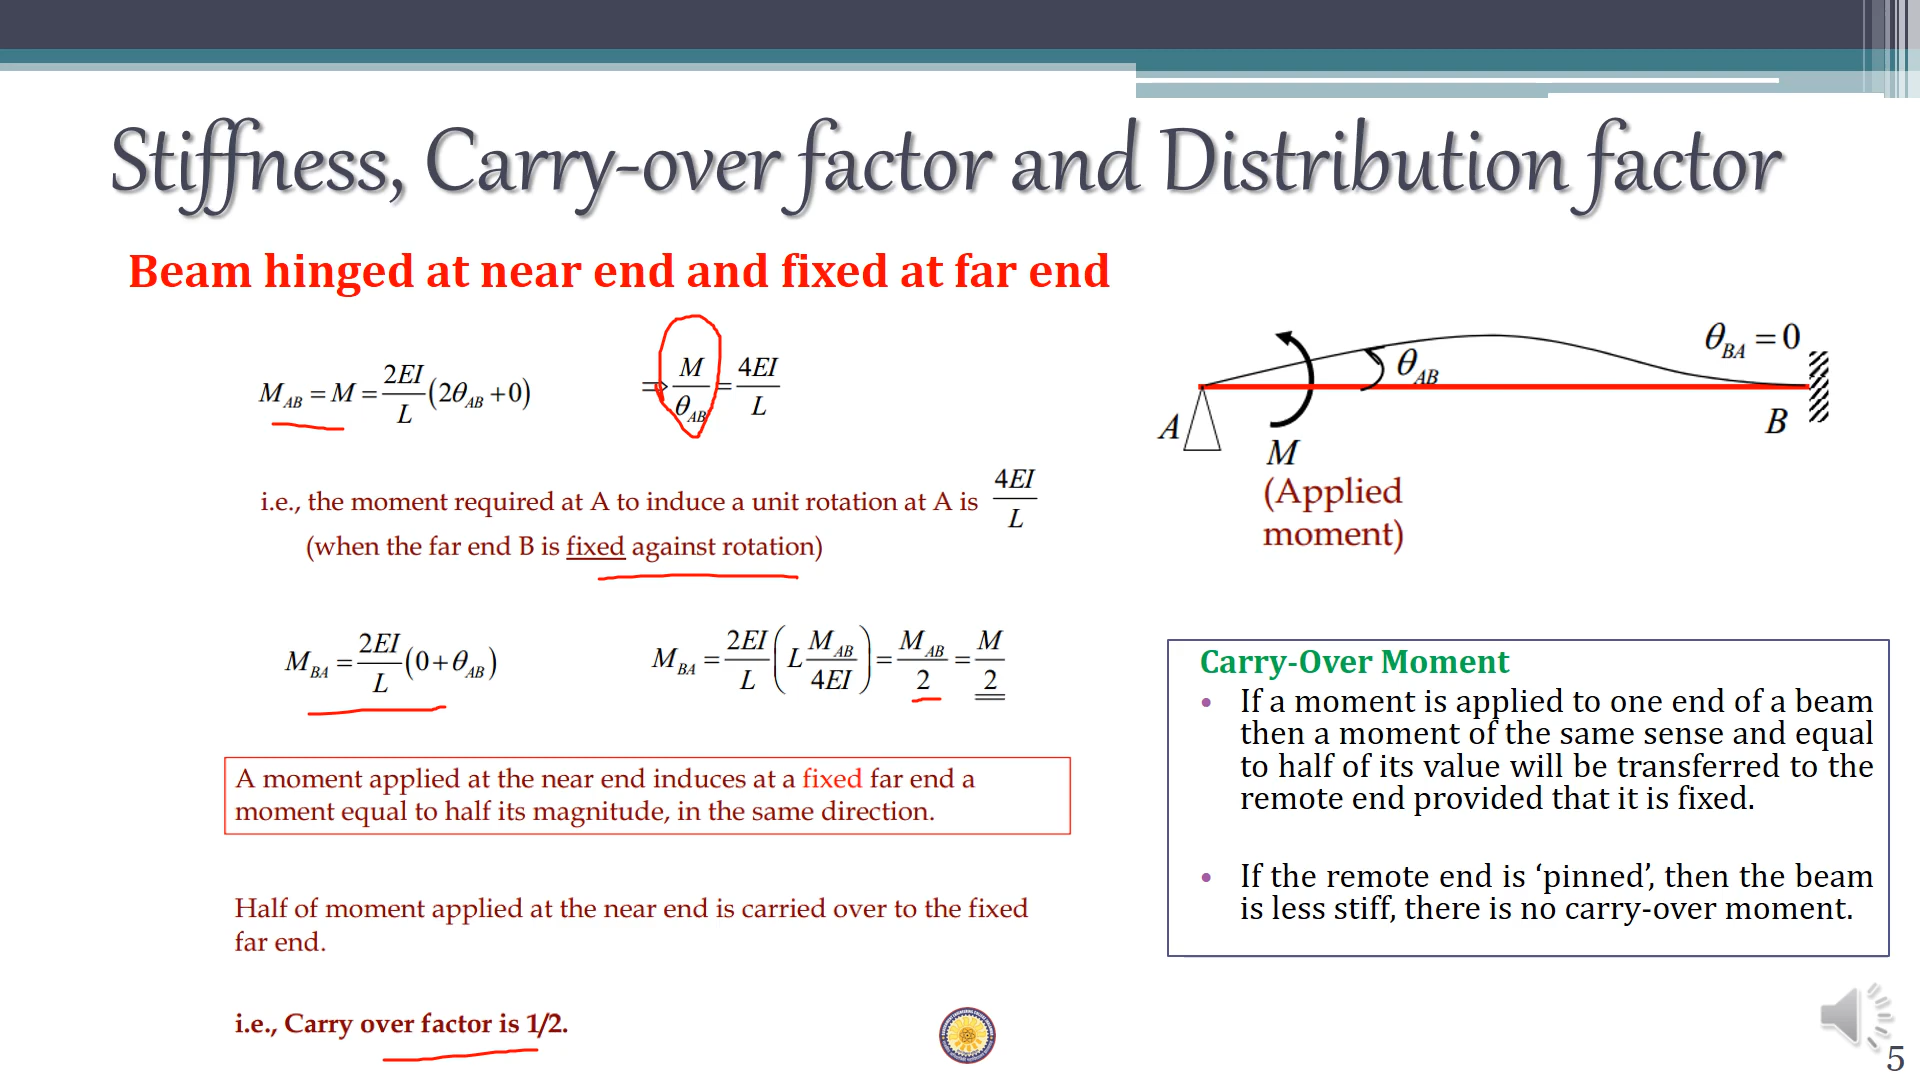 Stiffness, Carry-over factor and Distribution factor
Beam hinged at near end and fixed at far end
M_AB = M = 2EI/L (2θ_AB + 0)
⇒ M/θ_AB = 4EI/L
θ_AB
θ_BA = 0
A
B
M
(Applied
moment)
i.e., the moment required at A to induce a unit rotation at A is 4EI/L
(when the far end B is fixed against rotation)
M_BA = 2EI/L (0 + θ_AB)
M_BA = 2EI/L (L M_AB/4EI) = M_AB/2 = M/2
A moment applied at the near end induces at a fixed far end a
moment equal to half its magnitude, in the same direction.
Half of moment applied at the near end is carried over to the fixed
far end.
i.e., Carry over factor is 1/2.
Carry-Over Moment
• If a moment is applied to one end of a beam
then a moment of the same sense and equal
to half of its value will be transferred to the
remote end provided that it is fixed.
• If the remote end is ‘pinned’, then the beam
is less stiff, there is no carry-over moment.
5